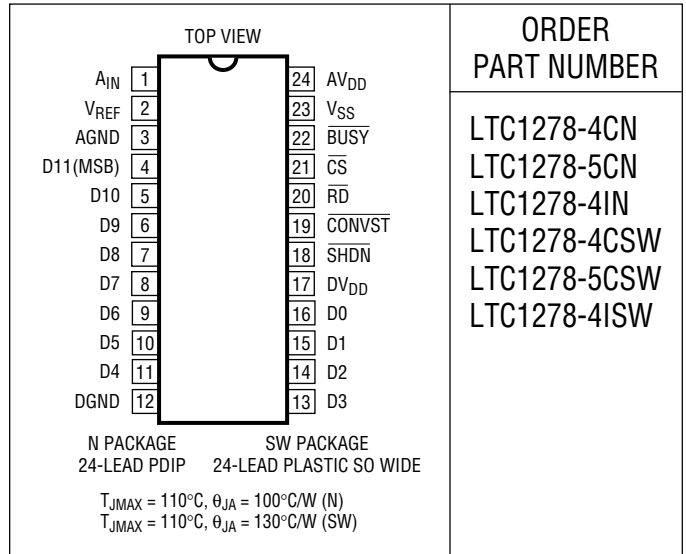 TOP VIEW
AIN 1
VREF 2
AGND 3
D11(MSB) 4
D10 5
D9 6
D8 7
D7 8
D6 9
D5 10
D4 11
DGND 12
24 AVDD
23 VSS
22 BUSY
21 CS
20 RD
19 CONVST
18 SHDN
17 DVDD
16 D0
15 D1
14 D2
13 D3
N PACKAGE
24-LEAD PDIP
SW PACKAGE
24-LEAD PLASTIC SO WIDE
TJMAX = 110°C, θJA = 100°C/W (N)
TJMAX = 110°C, θJA = 130°C/W (SW)
ORDER
PART NUMBER
LTC1278-4CN
LTC1278-5CN
LTC1278-4IN
LTC1278-4CSW
LTC1278-5CSW
LTC1278-4ISW